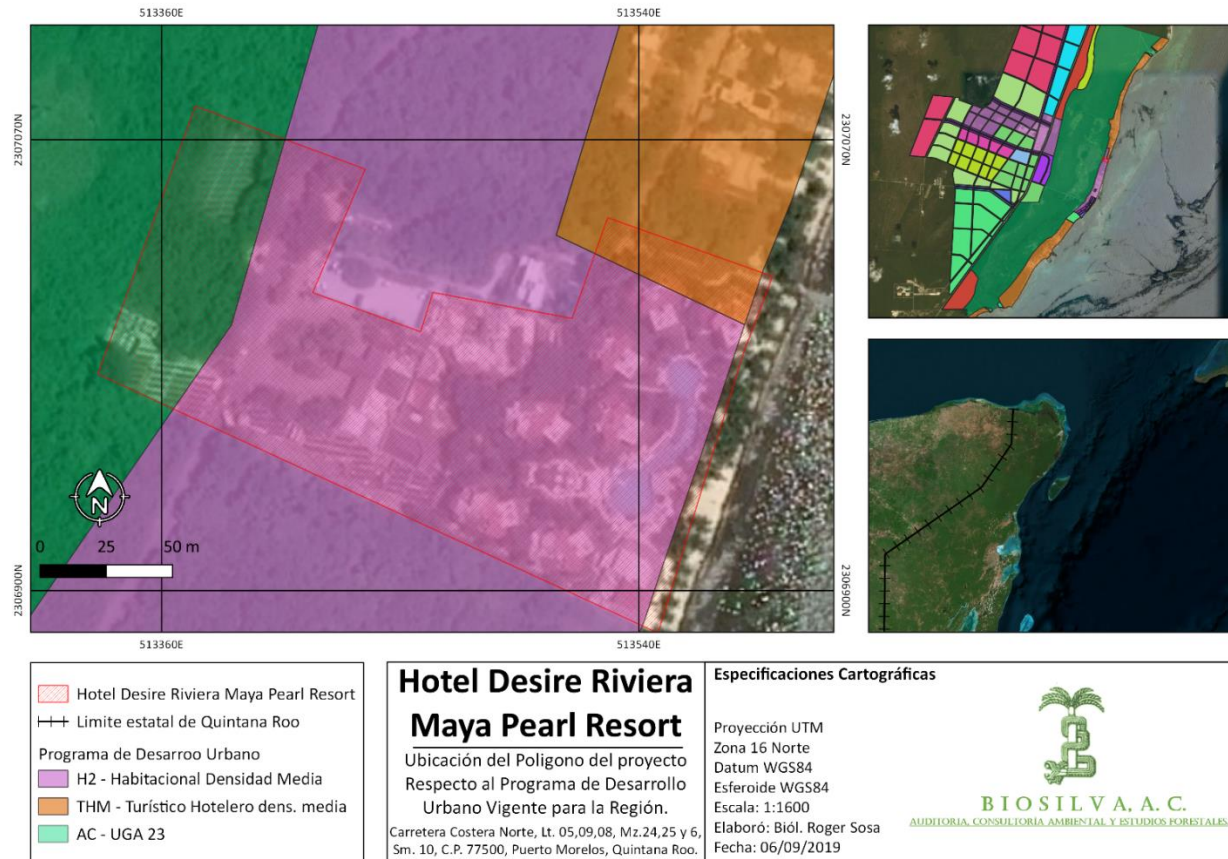 513360E
513540E
2307070N
2307070N
N
0 25 50 m
2306900N
2306900N
513360E
513540E
Hotel Desire Riviera Maya Pearl Resort
Limite estatal de Quintana Roo
Programa de Desarroo Urbano
H2 - Habitacional Densidad Media
THM - Turístico Hotelero dens. media
AC - UGA 23
Hotel Desire Riviera
Maya Pearl Resort
Ubicación del Poligono del proyecto
Respecto al Programa de Desarrollo
Urbano Vigente para la Región.
Carretera Costera Norte, Lt. 05,09,08, Mz.24,25 y 6,
Sm. 10, C.P. 77500, Puerto Morelos, Quintana Roo.
Especificaciones Cartográficas
Proyección UTM
Zona 16 Norte
Datum WGS84
Esferoide WGS84
Escala: 1:1600
Elaboró: Biól. Roger Sosa
Fecha: 06/09/2019
BIOSILVA, A. C.
AUDITORIA, CONSULTORÍA AMBIENTAL Y ESTUDIOS FORESTALES